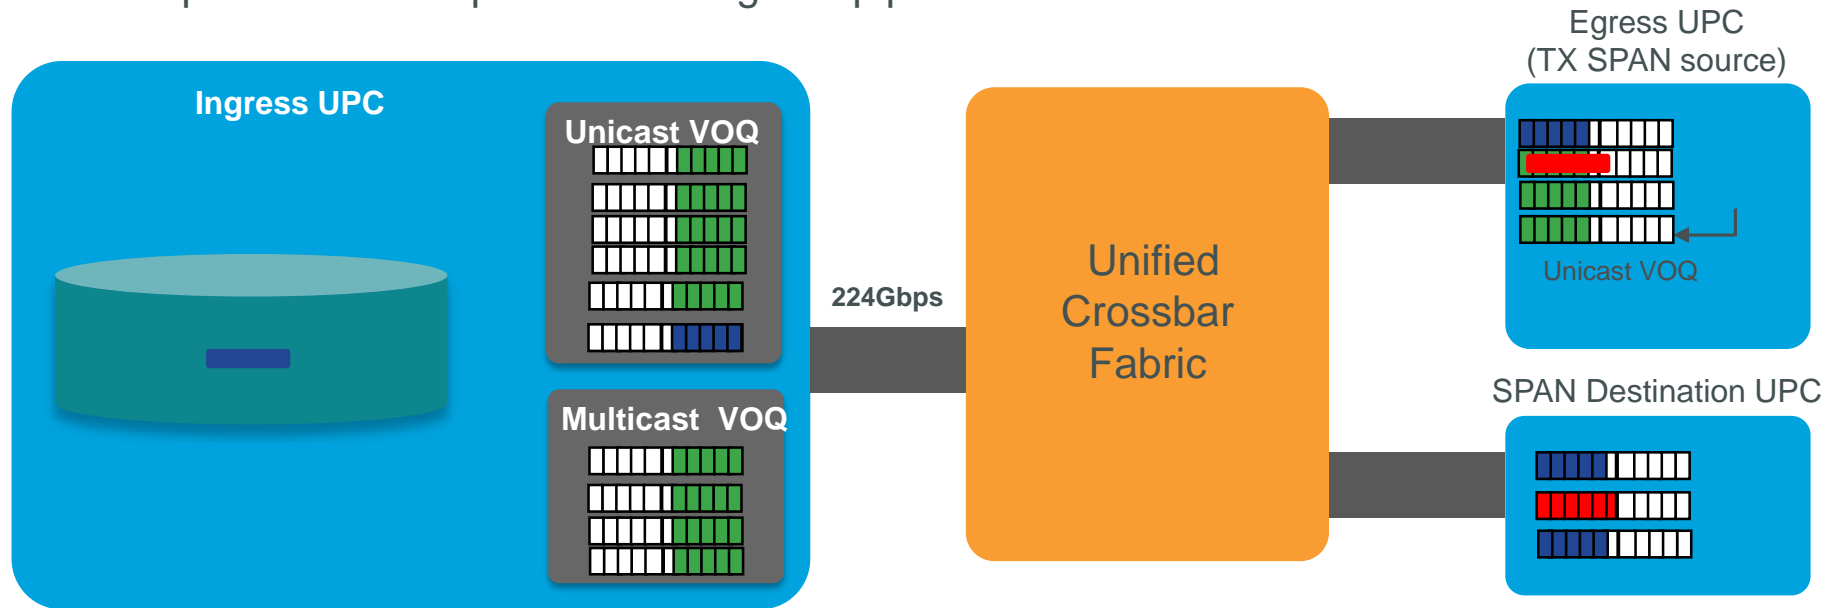 Egress UPC
(TX SPAN source)
Ingress UPC
Unicast VOQ
Unified
Crossbar
Fabric
224Gbps
Unicast VOQ
SPAN Destination UPC
Multicast VOQ